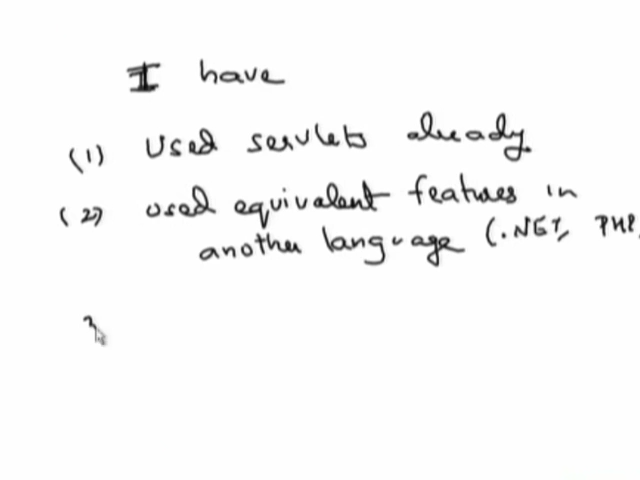 I have
(1) Used servlets already
(2) used equivalent features in
another language (.NET, PHP,